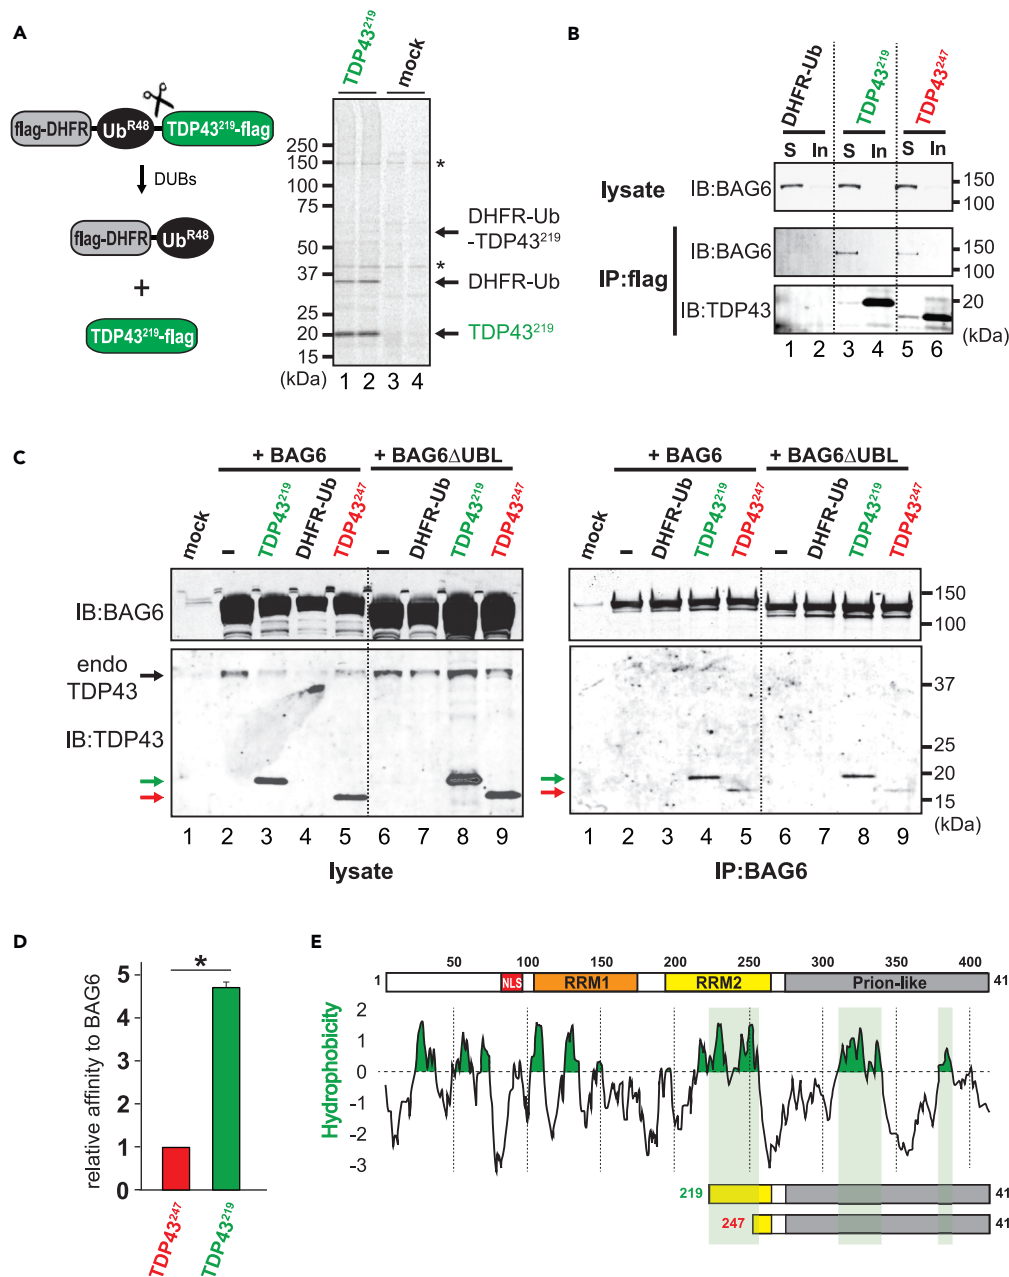 A
flag-DHFR Ub^R48 TDP43^219-flag
DUBs
flag-DHFR Ub^R48
+
TDP43^219-flag
TDP43^219 mock
250
150
100
75
50
37
25
20
15
(kDa)
1 2 3 4
*
DHFR-Ub
-TDP43^219
*
DHFR-Ub
TDP43^219
B
DHFR-Ub TDP43^219 TDP43^247
S In S In S In
lysate IB:BAG6 150
100
IP:flag
IB:BAG6 150
100
IB:TDP43 20
(kDa)
1 2 3 4 5 6
C
+ BAG6 + BAG6ΔUBL
mock – TDP43^219 DHFR-Ub TDP43^247 – DHFR-Ub TDP43^219 TDP43^247
IB:BAG6
endo
TDP43
IB:TDP43
1 2 3 4 5 6 7 8 9
lysate
+ BAG6 + BAG6ΔUBL
mock – DHFR-Ub TDP43^219 TDP43^247 – DHFR-Ub TDP43^219 TDP43^247
150
100
37
25
20
15
(kDa)
1 2 3 4 5 6 7 8 9
IP:BAG6
D
relative affinity to BAG6
5
4
3
2
1
0
*
TDP43^247 TDP43^219
E
50 100 150 200 250 300 350 400
1 NLS RRM1 RRM2 Prion-like 41
Hydrophobicity
2
1
0
-1
-2
-3
219 41
247 41